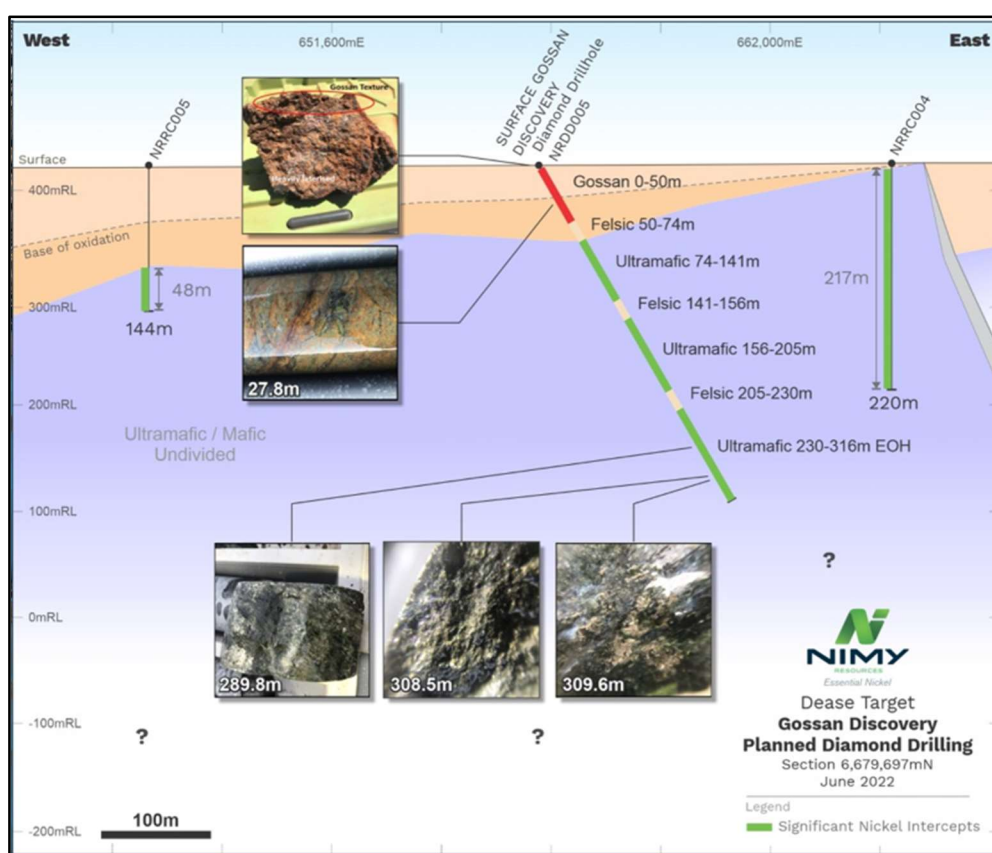 West
651,600mE
662,000mE
East
NRRC005
SURFACE GOSSAN
DISCOVERY
Diamond Drillhole
NRDD005
NRRC004
Surface
400mRL
Base of oxidation
300mRL
200mRL
100mRL
0mRL
-100mRL
-200mRL
Gossan Texture
27.8m
48m
144m
Gossan 0-50m
Felsic 50-74m
Ultramafic 74-141m
Felsic 141-156m
Ultramafic 156-205m
Felsic 205-230m
Ultramafic 230-316m EOH
217m
220m
Ultramafic / Mafic
Undivided
289.8m
308.5m
309.6m
?
?
?
NIMY
RESOURCES
Essential Nickel
Dease Target
Gossan Discovery
Planned Diamond Drilling
Section 6,679,697mN
June 2022
Legend
Significant Nickel Intercepts
100m